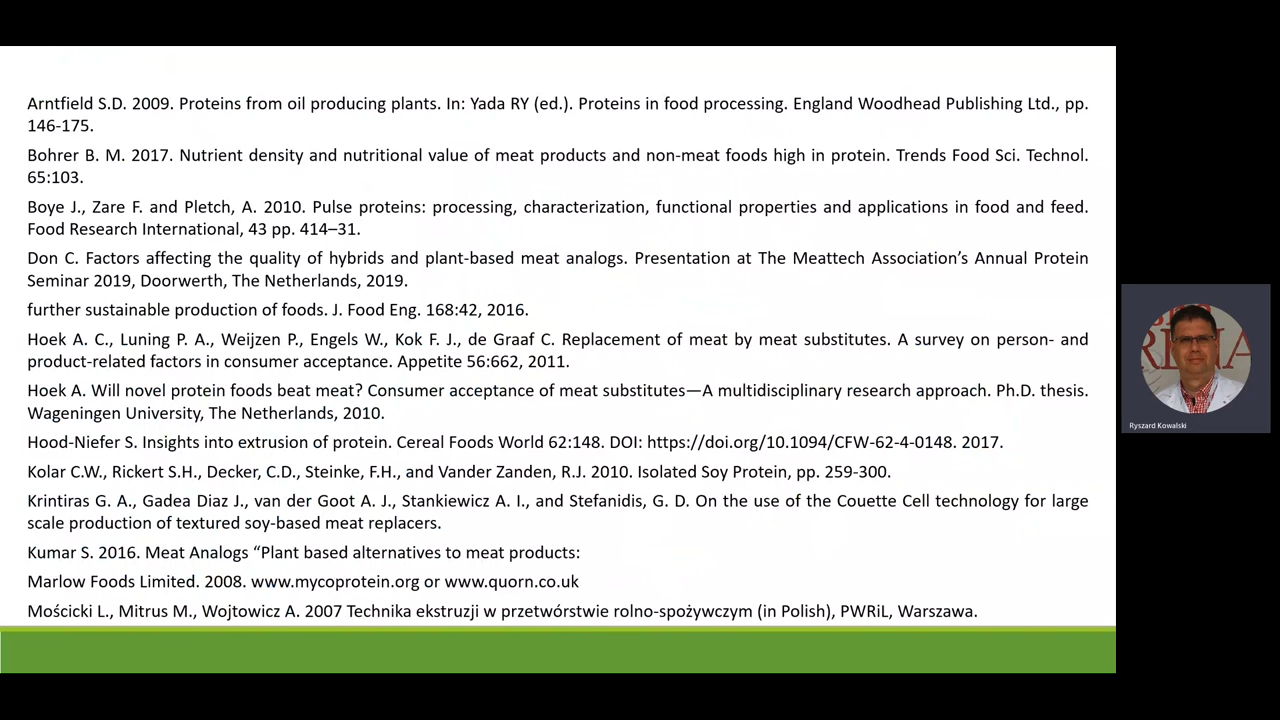 Arntfield S.D. 2009. Proteins from oil producing plants. In: Yada RY (ed.). Proteins in food processing. England Woodhead Publishing Ltd., pp.
146-175.
Bohrer B. M. 2017. Nutrient density and nutritional value of meat products and non-meat foods high in protein. Trends Food Sci. Technol.
65:103.
Boye J., Zare F. and Pletch, A. 2010. Pulse proteins: processing, characterization, functional properties and applications in food and feed.
Food Research International, 43 pp. 414–31.
Don C. Factors affecting the quality of hybrids and plant-based meat analogs. Presentation at The Meattech Association’s Annual Protein
Seminar 2019, Doorwerth, The Netherlands, 2019.
further sustainable production of foods. J. Food Eng. 168:42, 2016.
Hoek A. C., Luning P. A., Weijzen P., Engels W., Kok F. J., de Graaf C. Replacement of meat by meat substitutes. A survey on person- and
product-related factors in consumer acceptance. Appetite 56:662, 2011.
Hoek A. Will novel protein foods beat meat? Consumer acceptance of meat substitutes—A multidisciplinary research approach. Ph.D. thesis.
Wageningen University, The Netherlands, 2010.
Hood-Niefer S. Insights into extrusion of protein. Cereal Foods World 62:148. DOI: https://doi.org/10.1094/CFW-62-4-0148. 2017.
Kolar C.W., Rickert S.H., Decker, C.D., Steinke, F.H., and Vander Zanden, R.J. 2010. Isolated Soy Protein, pp. 259-300.
Krintiras G. A., Gadea Diaz J., van der Goot A. J., Stankiewicz A. I., and Stefanidis, G. D. On the use of the Couette Cell technology for large
scale production of textured soy-based meat replacers.
Kumar S. 2016. Meat Analogs “Plant based alternatives to meat products:
Marlow Foods Limited. 2008. www.mycoprotein.org or www.quorn.co.uk
Mościcki L., Mitrus M., Wojtowicz A. 2007 Technika ekstruzji w przetwórstwie rolno-spożywczym (in Polish), PWRiL, Warszawa.
Ryszard Kowalski